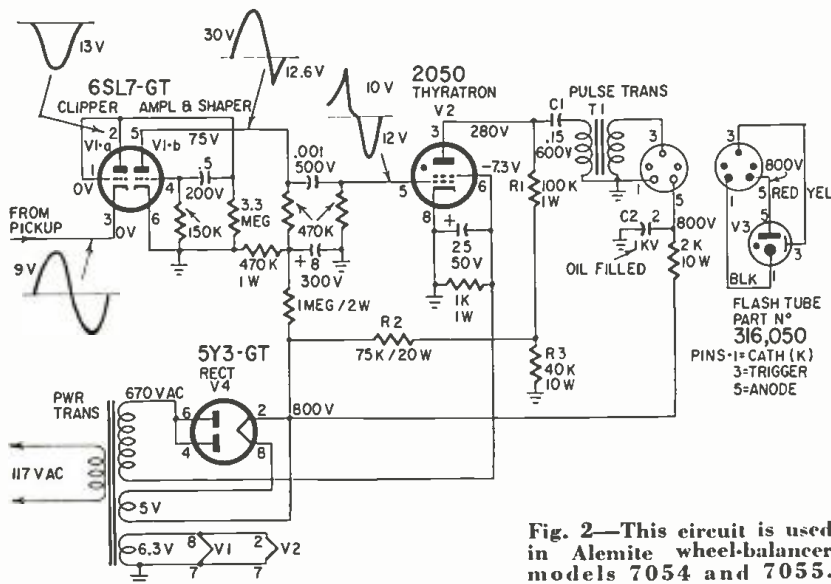 13V
30V
12.6V
6SL7-GT
CLIPPER
AMPL & SHAPER
2
5
75V
V1-a
V1-b
1
0V
4
.5
200V
3
0V
6
150K
3.3
MEG
FROM
PICKUP
9V
470K
1W
+8
300V
.001
500V
470K
1MEG/2W
10V
12V
2050
THYRATRON
V2
3
280V
-7.3V
5
6
8
+
25
50V
1K
1W
R1
100K
1W
C1
.15
600V
PULSE TRANS
T1
3
1
5
C2
2
1KV
OIL FILLED
800V
2K
10W
3
1
5
800V
RED
YEL
V3
5
3
1
BLK
FLASH TUBE
PART Nº
316,050
PINS-1=CATH (K)
3=TRIGGER
5=ANODE
R2
75K/20W
R3
40K
10W
5Y3-GT
RECT
V4
670VAC
6
4
2
8
800V
PWR
TRANS
117 VAC
5V
6.3V
8
V1
7
2
V2
7
Fig. 2—This circuit is used
in Alemite wheel-balancer
models 7054 and 7055.